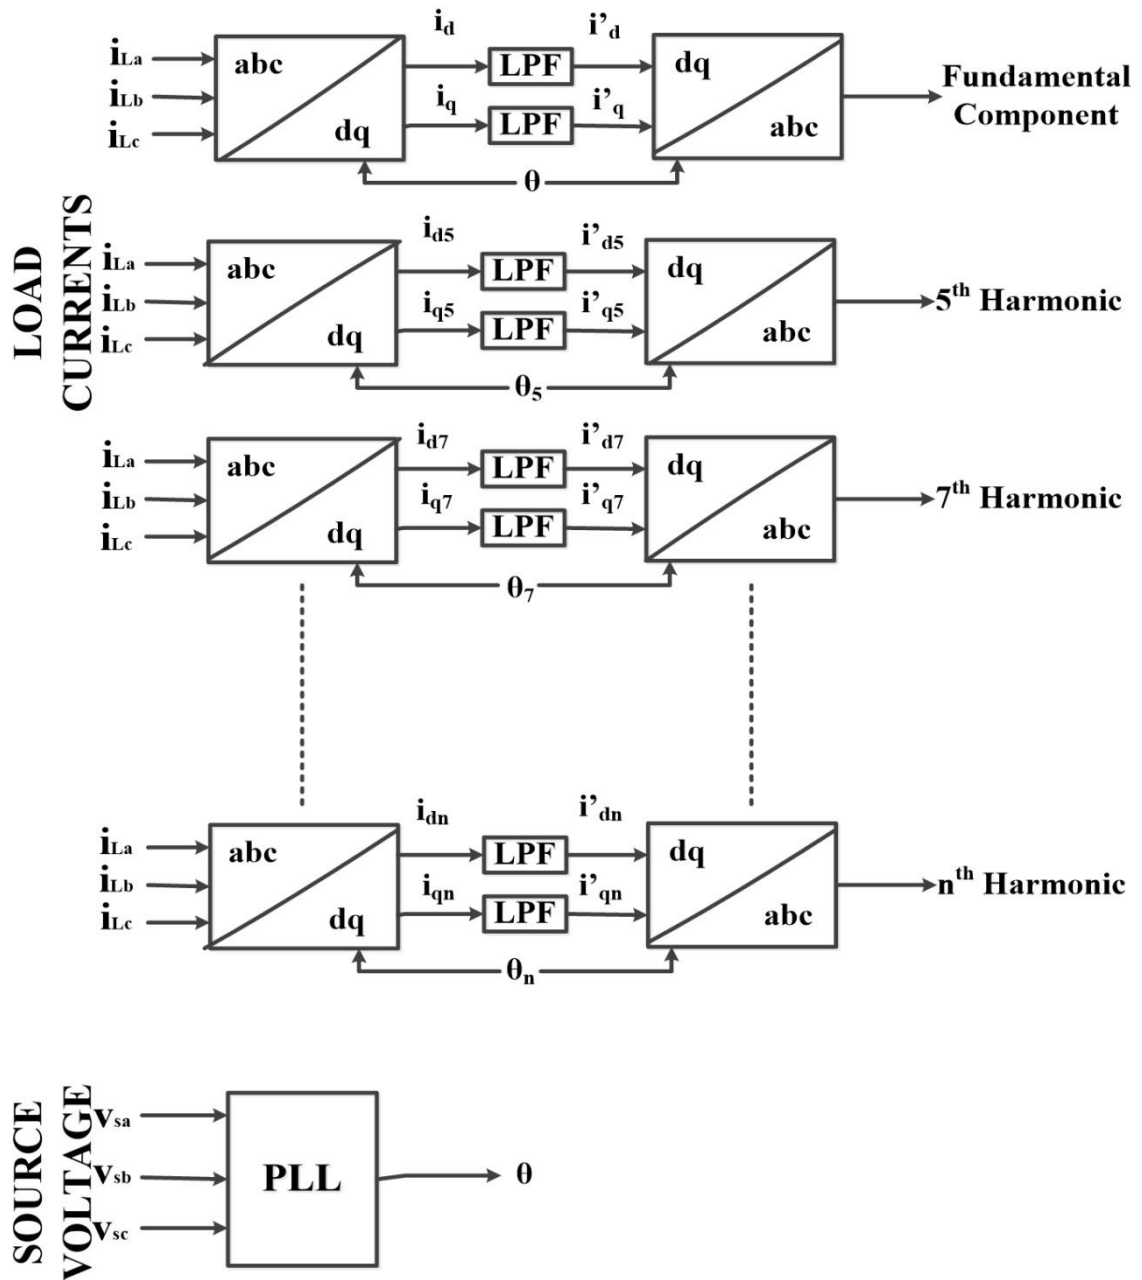 LOAD
CURRENTS
iLa
iLb
iLc
abc
dq
id
iq
LPF
LPF
i’d
i’q
dq
abc
θ
Fundamental
Component
iLa
iLb
iLc
abc
dq
id5
iq5
LPF
LPF
i’d5
i’q5
dq
abc
θ5
5th Harmonic
iLa
iLb
iLc
abc
dq
id7
iq7
LPF
LPF
i’d7
i’q7
dq
abc
θ7
7th Harmonic
iLa
iLb
iLc
abc
dq
idn
iqn
LPF
LPF
i’dn
i’qn
dq
abc
θn
nth Harmonic
SOURCE
VOLTAGE
vsa
vsb
vsc
PLL
θ